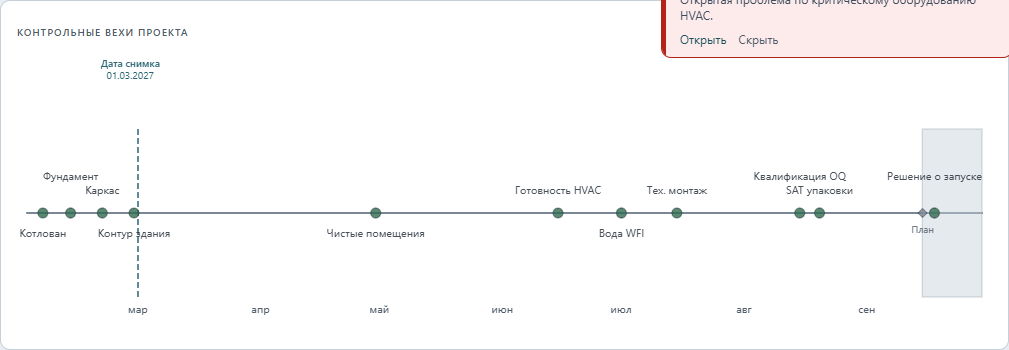 Открытая проблема по критическому оборудованию
HVAC.
Открыть Скрыть
КОНТРОЛЬНЫЕ ВЕХИ ПРОЕКТА
Дата снимка
01.03.2027
Фундамент
Каркас
Готовность HVAC
Тех. монтаж
Квалификация OQ
SAT упаковки
Решение о запуске
Котлован
Контур здания
Чистые помещения
Вода WFI
План
мар апр май июн июл авг сен